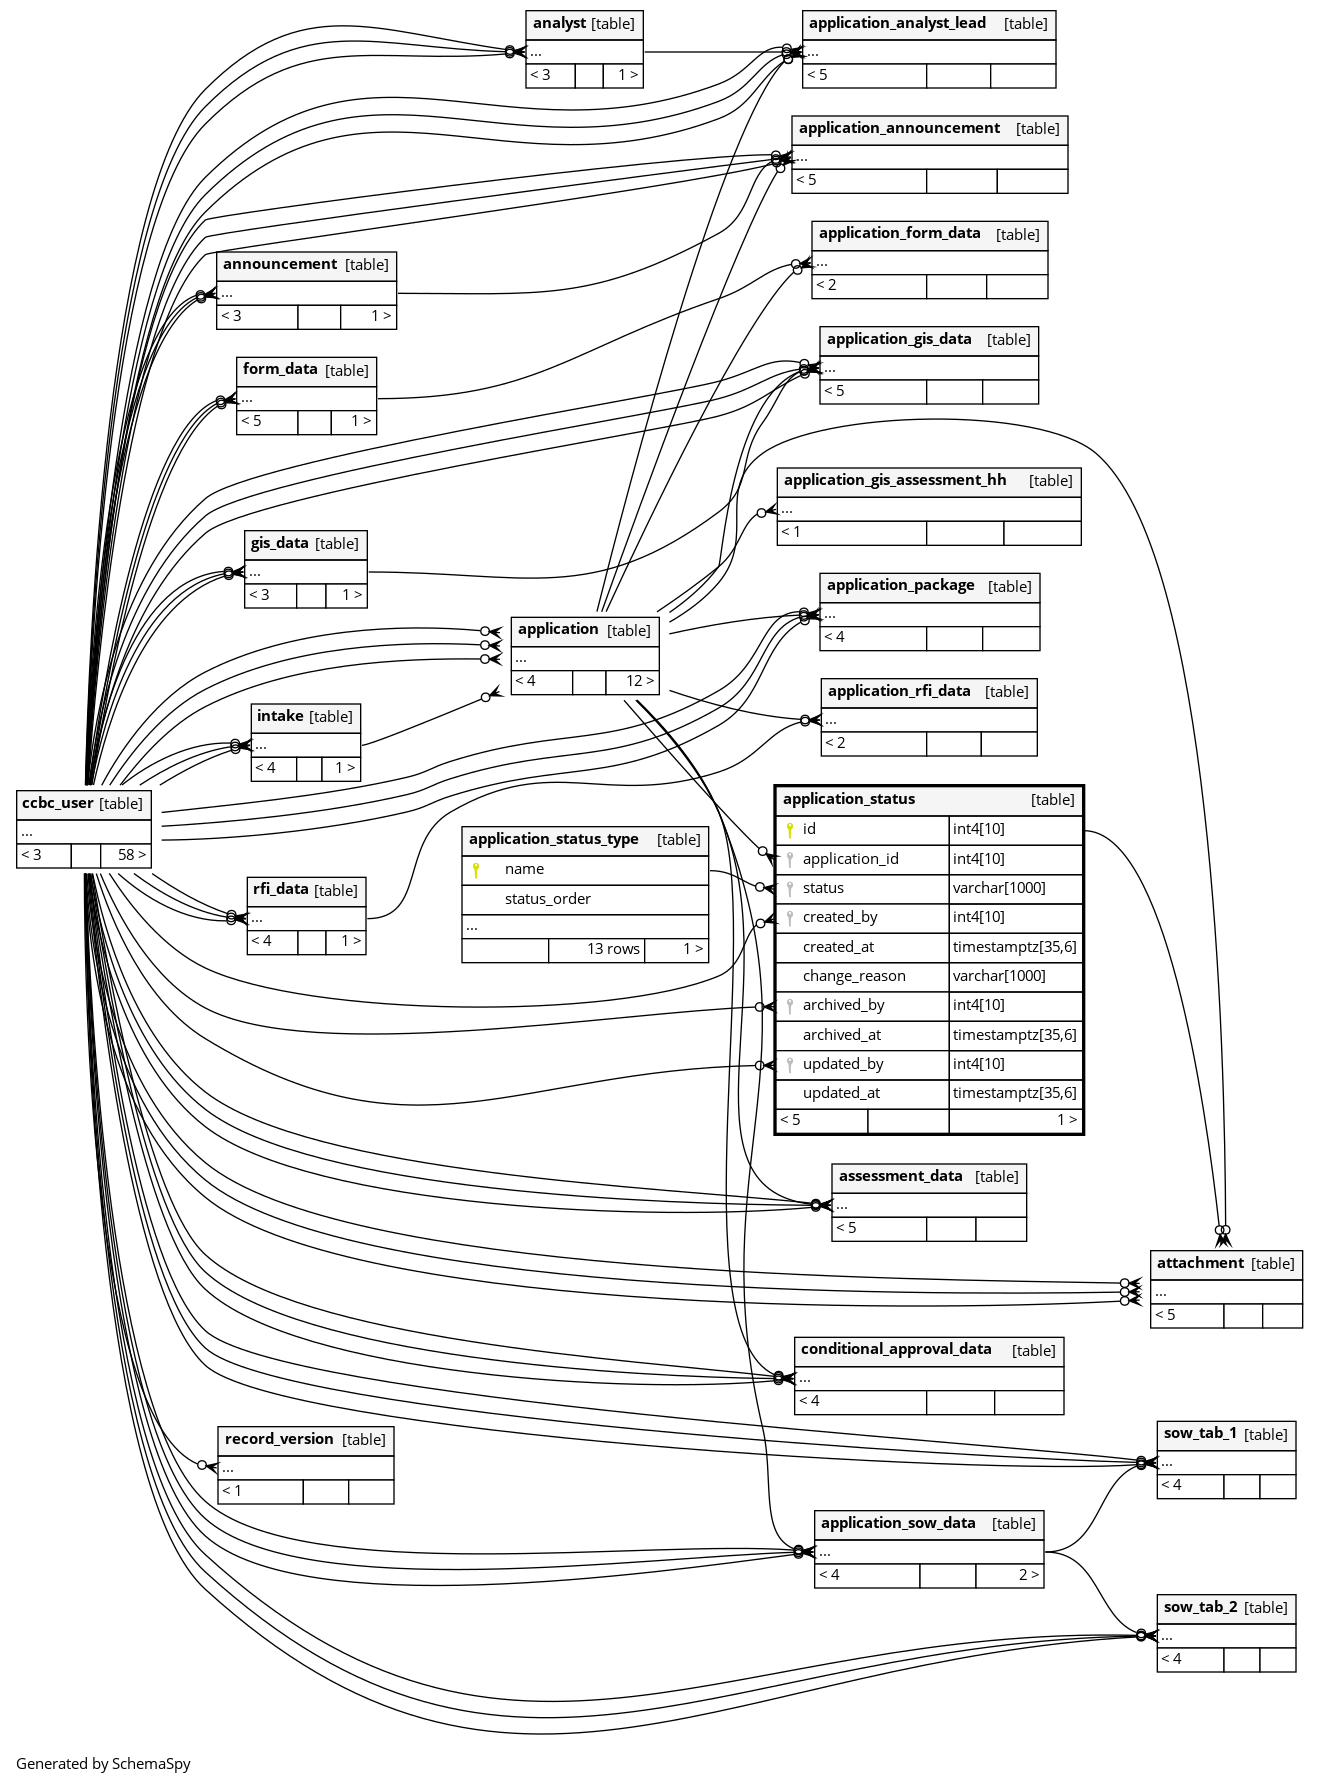 analyst [table]
...
< 3 1 >
application_analyst_lead [table]
...
< 5
application_announcement [table]
...
< 5
application_form_data [table]
...
< 2
announcement [table]
...
< 3 1 >
application_gis_data [table]
...
< 5
form_data [table]
...
< 5 1 >
application_gis_assessment_hh [table]
...
< 1
gis_data [table]
...
< 3 1 >
application_package [table]
...
< 4
application [table]
...
< 4 12 >
application_rfi_data [table]
...
< 2
intake [table]
...
< 4 1 >
ccbc_user [table]
...
< 3 58 >
application_status_type [table]
name
status_order
...
13 rows 1 >
application_status [table]
id int4[10]
application_id int4[10]
status varchar[1000]
created_by int4[10]
created_at timestamptz[35,6]
change_reason varchar[1000]
archived_by int4[10]
archived_at timestamptz[35,6]
updated_by int4[10]
updated_at timestamptz[35,6]
< 5 1 >
rfi_data [table]
...
< 4 1 >
assessment_data [table]
...
< 5
attachment [table]
...
< 5
conditional_approval_data [table]
...
< 4
record_version [table]
...
< 1
sow_tab_1 [table]
...
< 4
application_sow_data [table]
...
< 4 2 >
sow_tab_2 [table]
...
< 4
Generated by SchemaSpy